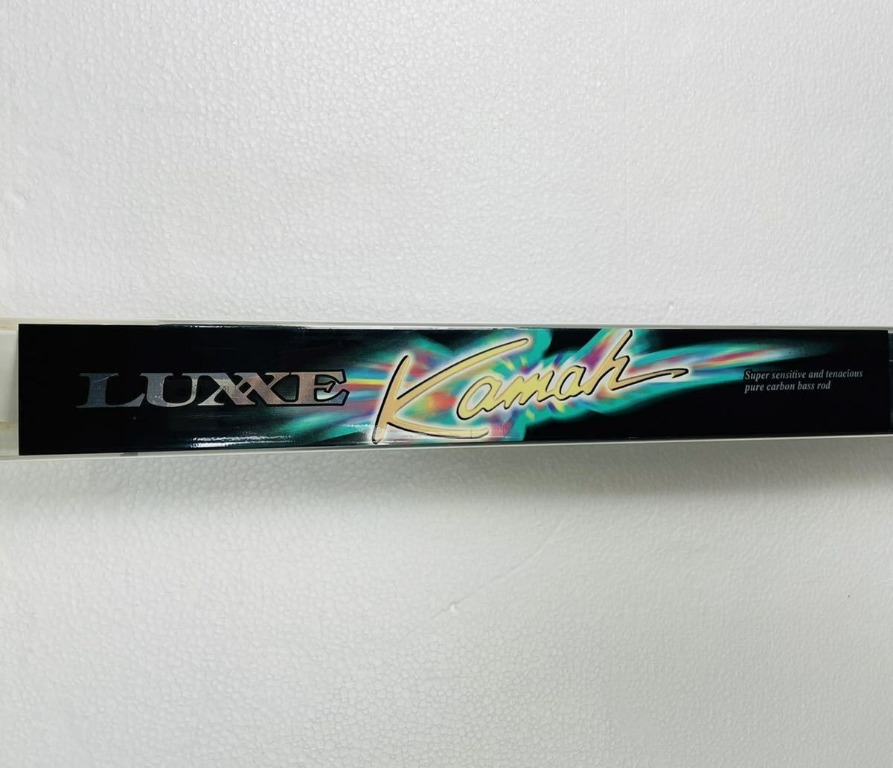 LUXXE Kamah
Super sensitive and tenacious
pure carbon bass rod